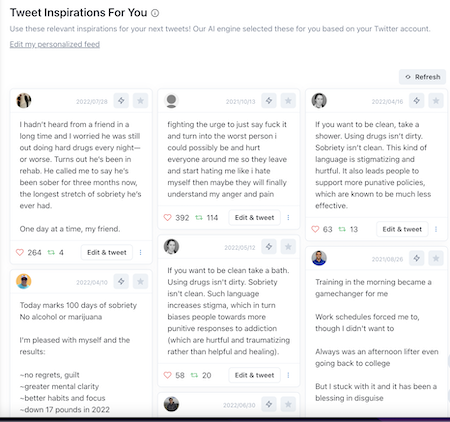 Tweet Inspirations For You
Use these relevant inspirations for your next tweets! Our AI engine selected these for you based on your Twitter account.
Edit my personalized feed
Refresh
2022/07/28
I hadn't heard from a friend in a
long time and I worried he was still
out doing hard drugs every night—
or worse. Turns out he's been in
rehab. He called me to say he's
been sober for three months now,
the longest stretch of sobriety he's
ever had.
One day at a time, my friend.
264 4 Edit & tweet
2022/04/10
Today marks 100 days of sobriety
No alcohol or marijuana
I'm pleased with myself and the
results:
~no regrets, guilt
~greater mental clarity
~better habits and focus
~down 17 pounds in 2022
2021/10/13
fighting the urge to just say fuck it
and turn into the worst person i
could possibly be and hurt
everyone around me so they leave
and start hating me like i hate
myself then maybe they will finally
understand my anger and pain
392 114 Edit & tweet
2022/05/12
If you want to be clean take a bath.
Using drugs isn't dirty. Sobriety
isn't clean. Such language
increases stigma, which in turn
biases people towards more
punitive responses to addiction
(which are hurtful and traumatizing
rather than helpful and healing).
58 20 Edit & tweet
2022/06/30
2022/04/16
If you want to be clean, take a
shower. Using drugs isn't dirty.
Sobriety isn't clean. This kind of
language is stigmatizing and
hurtful. It also leads people to
support more punative policies,
which are known to be much less
effective.
63 13 Edit & tweet
2021/08/26
Training in the morning became a
gamechanger for me
Work schedules forced me to,
though I didn't want to
Always was an afternoon lifter even
going back to college
But I stuck with it and it has been a
blessing in disguise